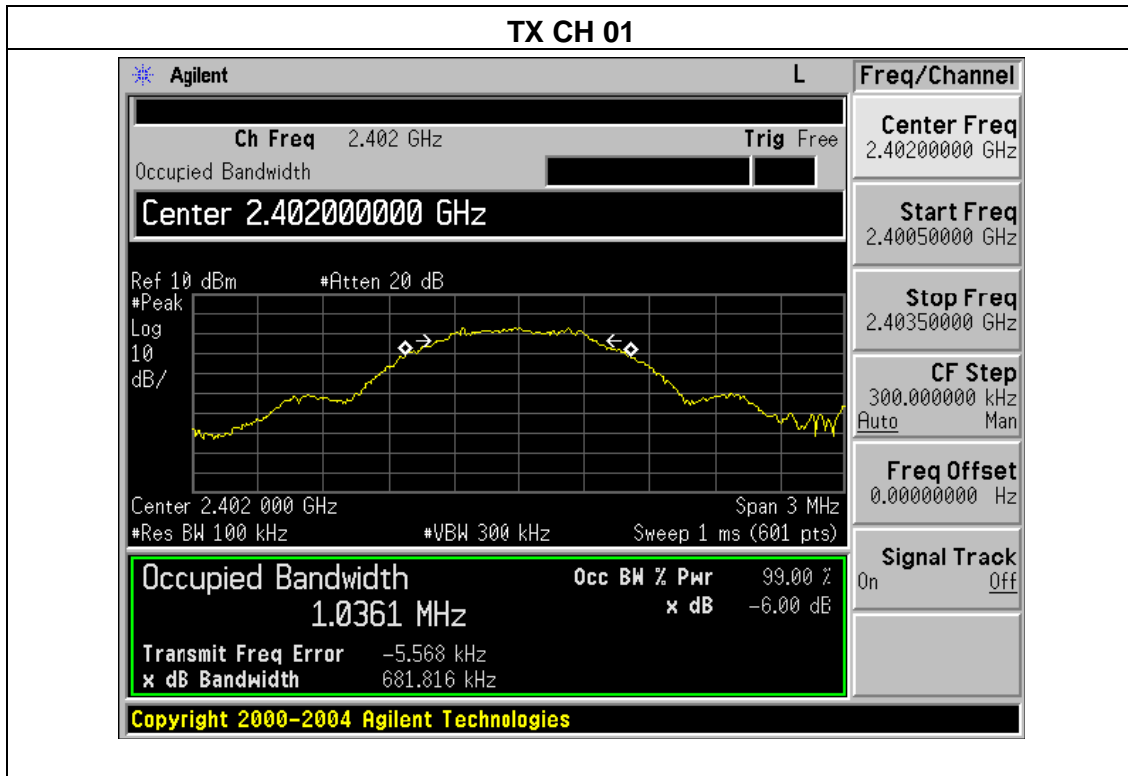 TX CH 01
Agilent L Freq/Channel
Ch Freq 2.402 GHz Trig Free
Occupied Bandwidth
Center 2.402000000 GHz
Ref 10 dBm #Atten 20 dB
#Peak
Log
10
dB/
Center 2.402 000 GHz Span 3 MHz
#Res BW 100 kHz #VBW 300 kHz Sweep 1 ms (601 pts)
Occupied Bandwidth Occ BW % Pwr 99.00 %
1.0361 MHz x dB -6.00 dB
Transmit Freq Error -5.568 kHz
x dB Bandwidth 681.816 kHz
Copyright 2000-2004 Agilent Technologies
Center Freq
2.40200000 GHz
Start Freq
2.40050000 GHz
Stop Freq
2.40350000 GHz
CF Step
300.000000 kHz
Auto Man
Freq Offset
0.00000000 Hz
Signal Track
On Off